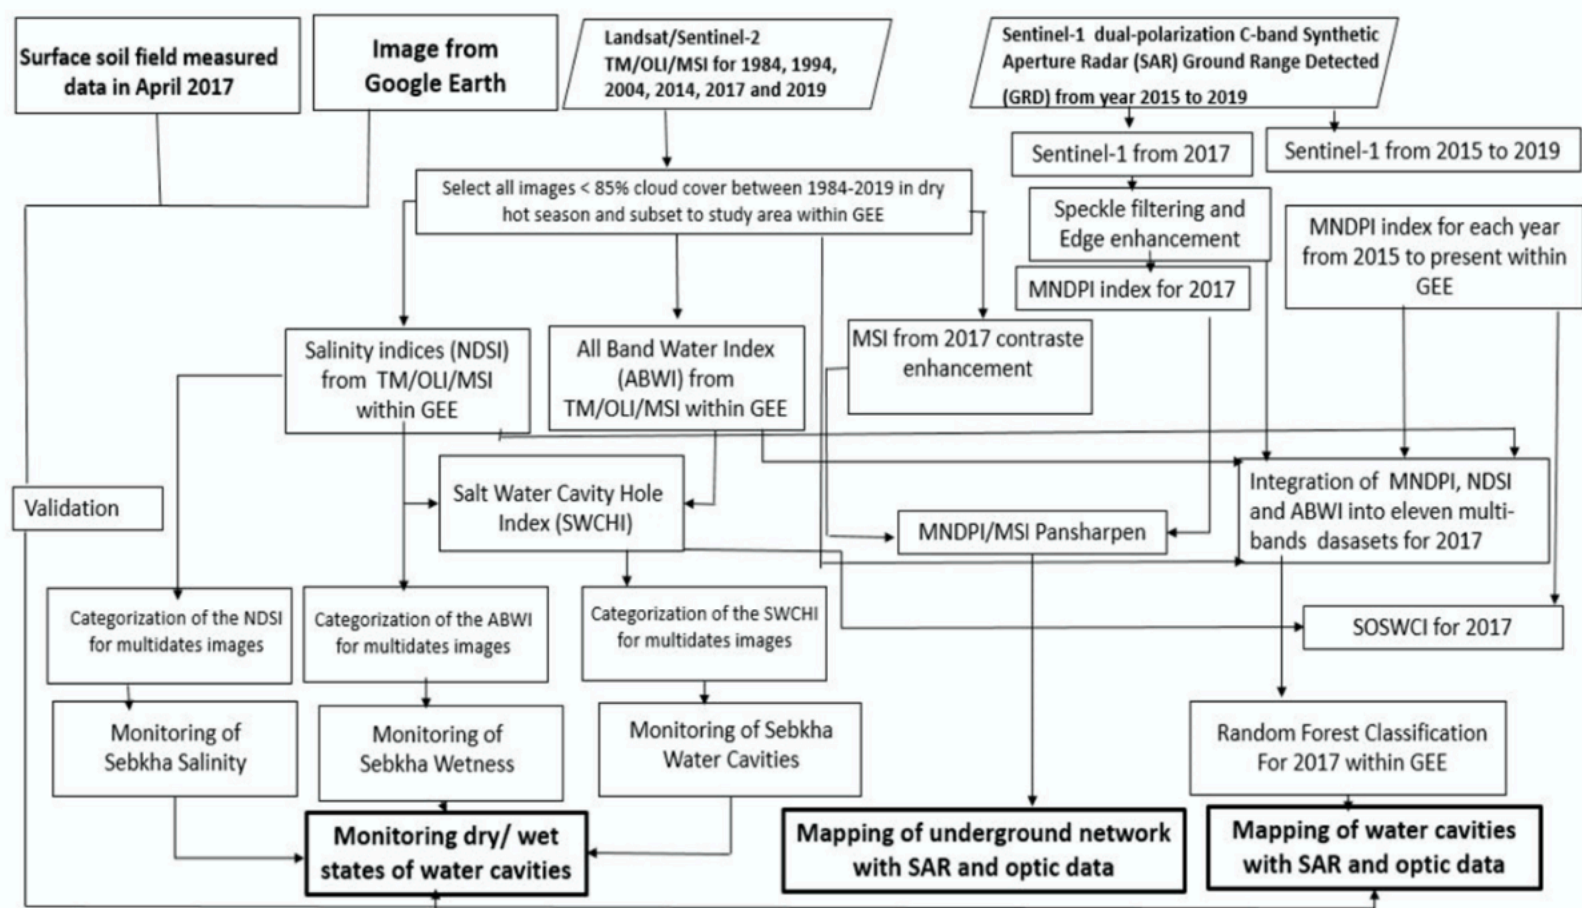 Surface soil field measured
data in April 2017
Image from
Google Earth
Landsat/Sentinel-2
TM/OLI/MSI for 1984, 1994,
2004, 2014, 2017 and 2019
Sentinel-1 dual-polarization C-band Synthetic
Aperture Radar (SAR) Ground Range Detected
(GRD) from year 2015 to 2019
Sentinel-1 from 2017
Sentinel-1 from 2015 to 2019
Select all images < 85% cloud cover between 1984-2019 in dry
hot season and subset to study area within GEE
Speckle filtering and
Edge enhancement
MNDPI index for each year
from 2015 to present within
GEE
MNDPI index for 2017
Salinity indices (NDSI)
from TM/OLI/MSI
within GEE
All Band Water Index
(ABWI) from
TM/OLI/MSI within GEE
MSI from 2017 contraste
enhancement
Validation
Salt Water Cavity Hole
Index (SWCHI)
MNDPI/MSI Pansharpen
Integration of MNDPI, NDSI
and ABWI into eleven multi-
bands dasasets for 2017
Categorization of the NDSI
for multidates images
Categorization of the ABWI
for multidates images
Categorization of the SWCHI
for multidates images
SOSWCI for 2017
Monitoring of
Sebkha Salinity
Monitoring of
Sebkha Wetness
Monitoring of Sebkha
Water Cavities
Random Forest Classification
For 2017 within GEE
Monitoring dry/ wet
states of water cavities
Mapping of underground network
with SAR and optic data
Mapping of water cavities
with SAR and optic data